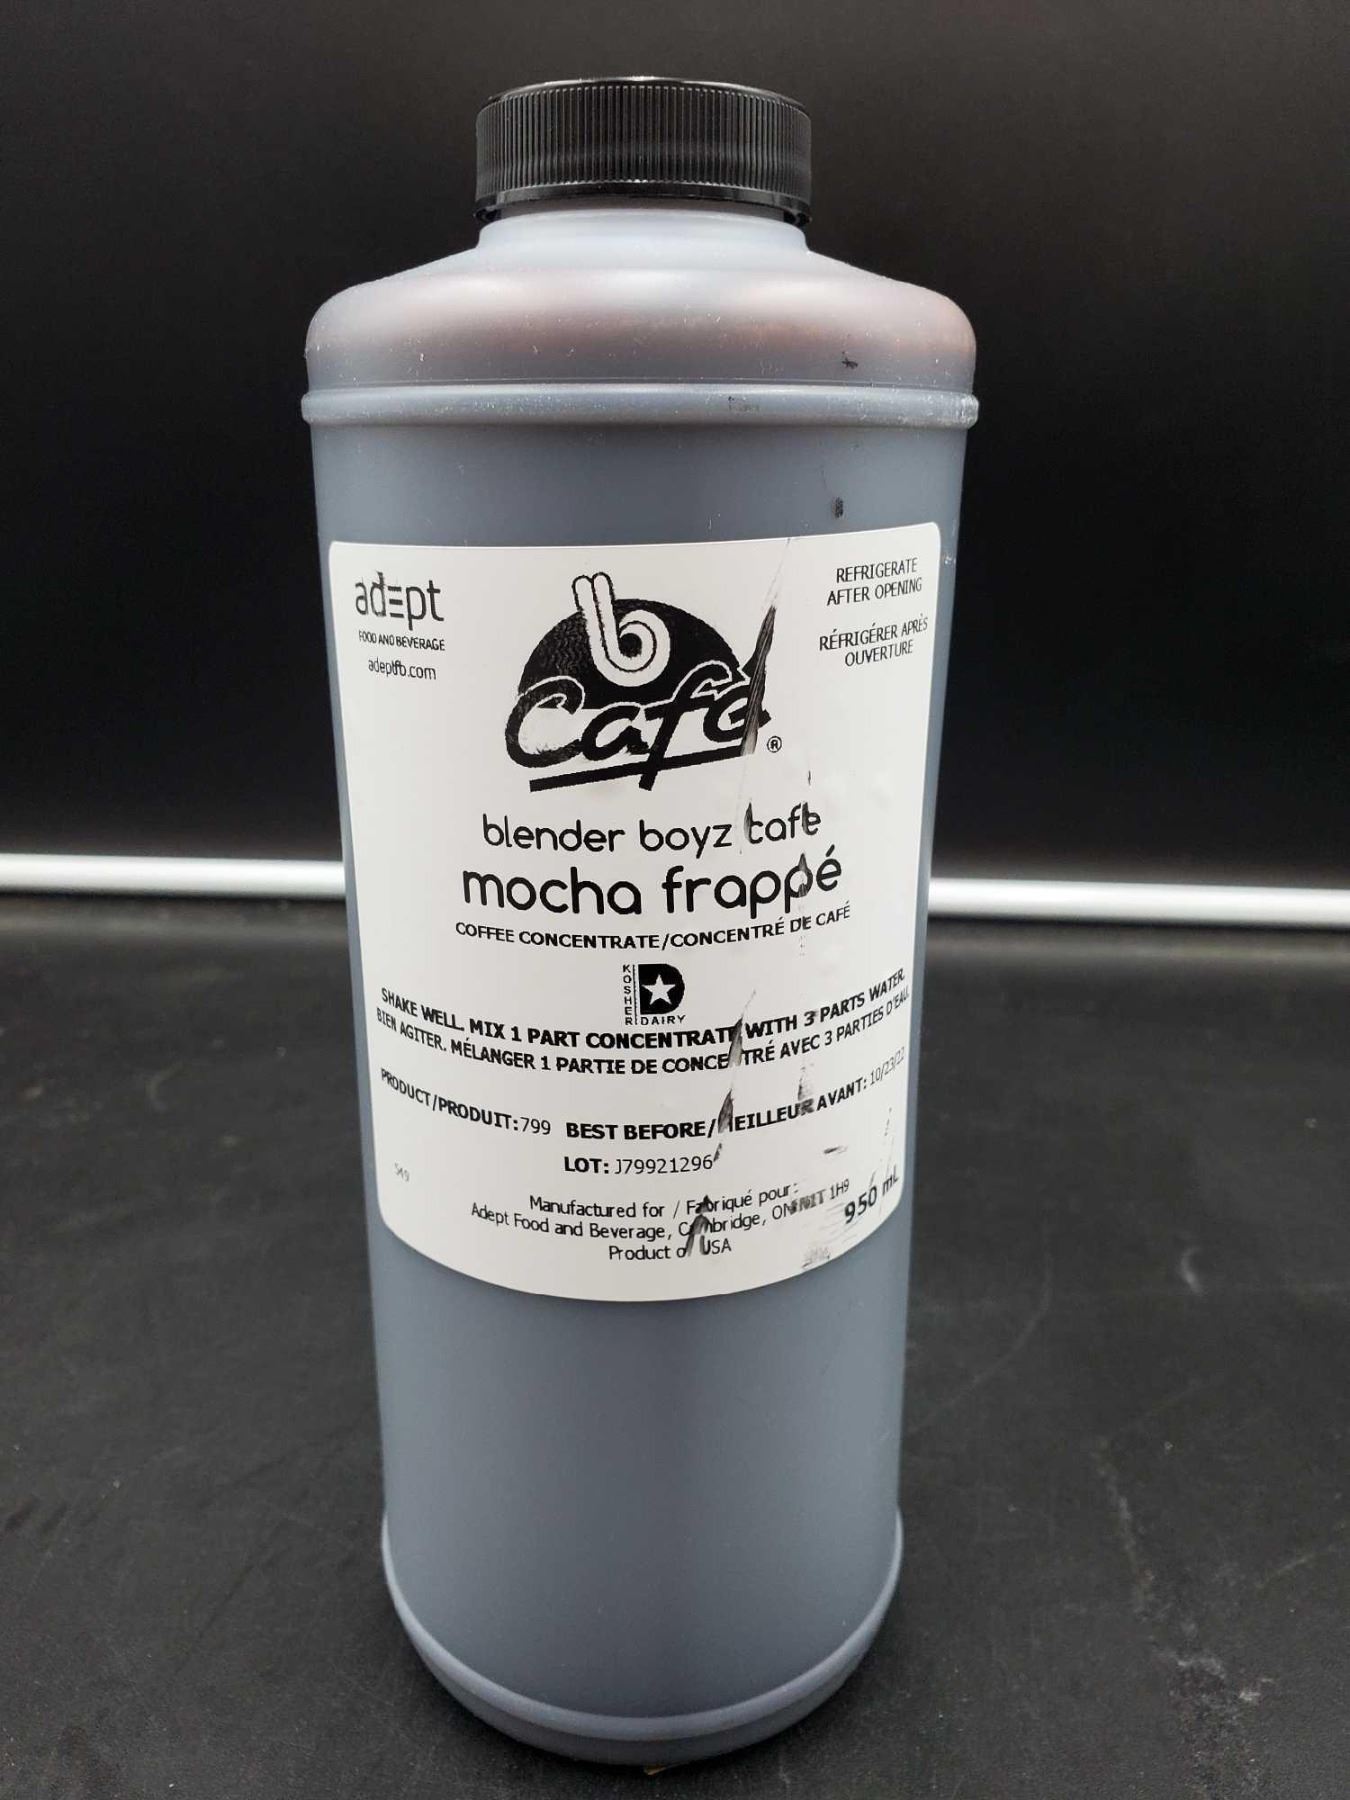 adept
FOOD AND BEVERAGE
adeptfb.com
b
Café®
REFRIGERATE
AFTER OPENING
RÉFRIGÉRER APRÈS
OUVERTURE
blender boyz café
mocha frappé
COFFEE CONCENTRATE/CONCENTRÉ DE CAFÉ
KOSHER D DAIRY
SHAKE WELL. MIX 1 PART CONCENTRATE WITH 3 PARTS WATER.
BIEN AGITER. MÉLANGER 1 PARTIE DE CONCENTRÉ AVEC 3 PARTIES D'EAU.
PRODUCT/PRODUIT:799 BEST BEFORE/MEILLEUR AVANT: 10/23/22
LOT: J79921296
Manufactured for / Fabriqué pour:
Adept Food and Beverage, Cambridge, ON 1H9
Product of USA
950 mL